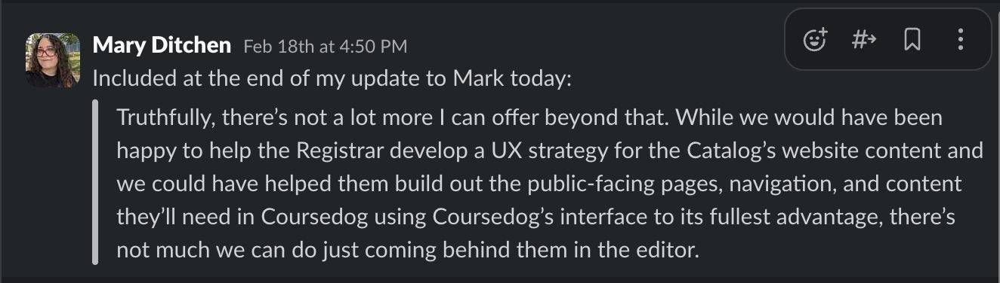 Mary Ditchen Feb 18th at 4:50 PM
Included at the end of my update to Mark today:
Truthfully, there’s not a lot more I can offer beyond that. While we would have been
happy to help the Registrar develop a UX strategy for the Catalog’s website content and
we could have helped them build out the public-facing pages, navigation, and content
they’ll need in Coursedog using Coursedog’s interface to its fullest advantage, there’s
not much we can do just coming behind them in the editor.